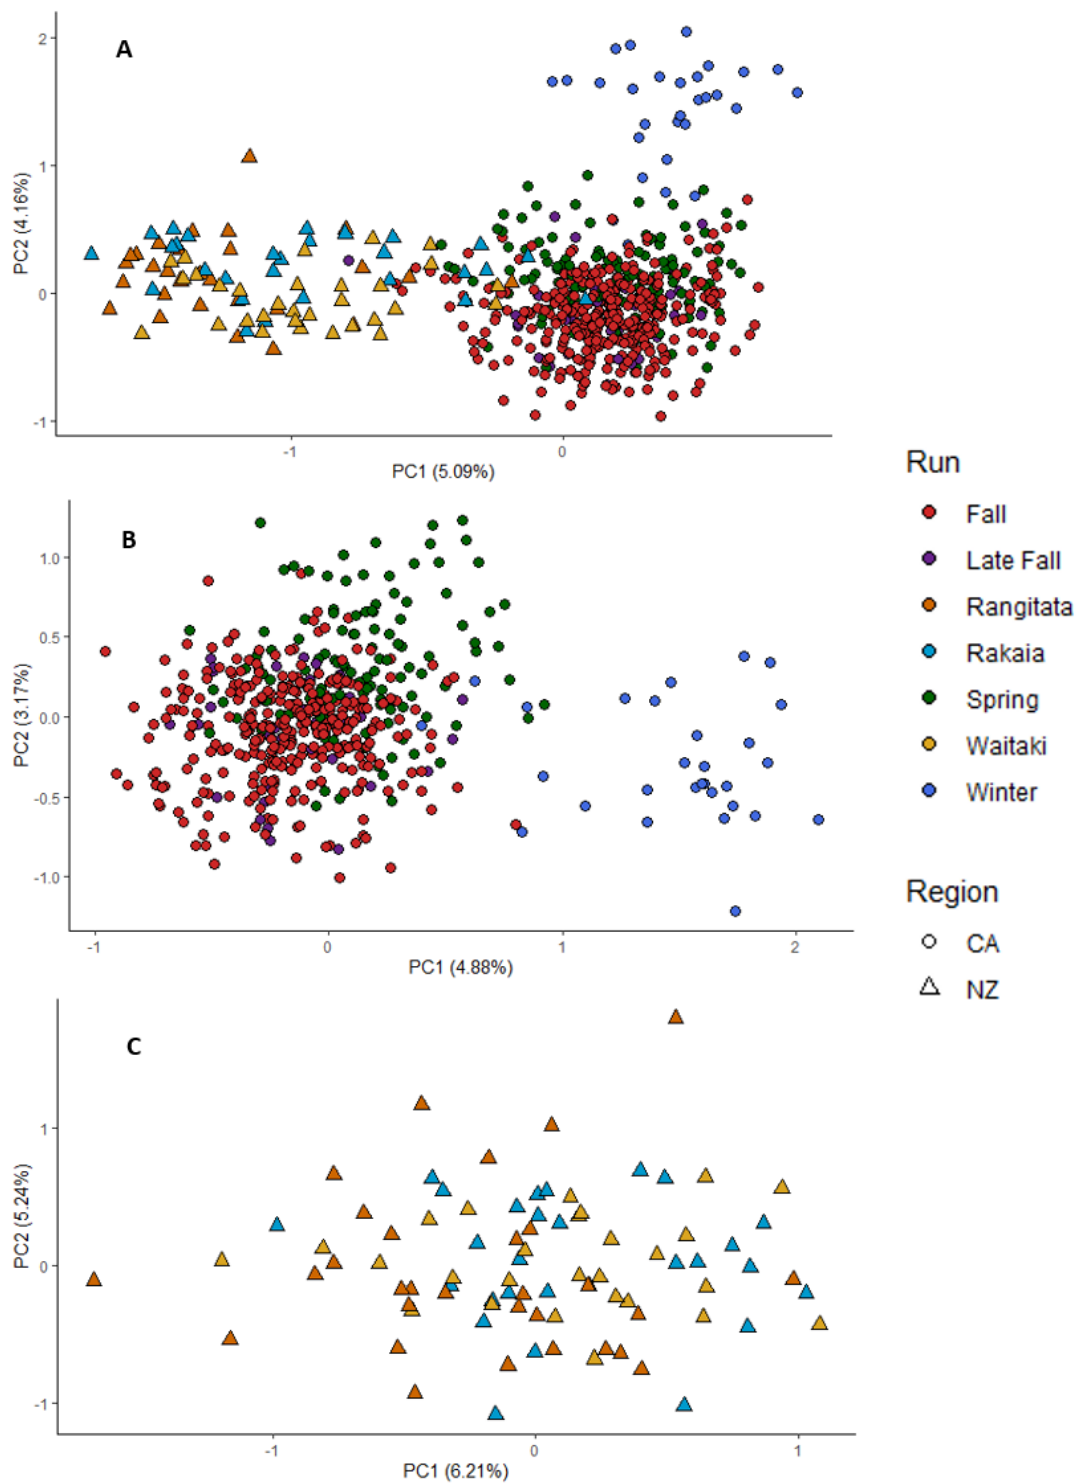 A
2
1
0
-1
PC2 (4.16%)
-1
0
PC1 (5.09%)
B
1.0
0.5
0.0
-0.5
-1.0
PC2 (3.17%)
-1
0
1
2
PC1 (4.88%)
C
1
0
-1
PC2 (5.24%)
-1
0
1
PC1 (6.21%)
Run
Fall
Late Fall
Rangitata
Rakaia
Spring
Waitaki
Winter
Region
CA
NZ